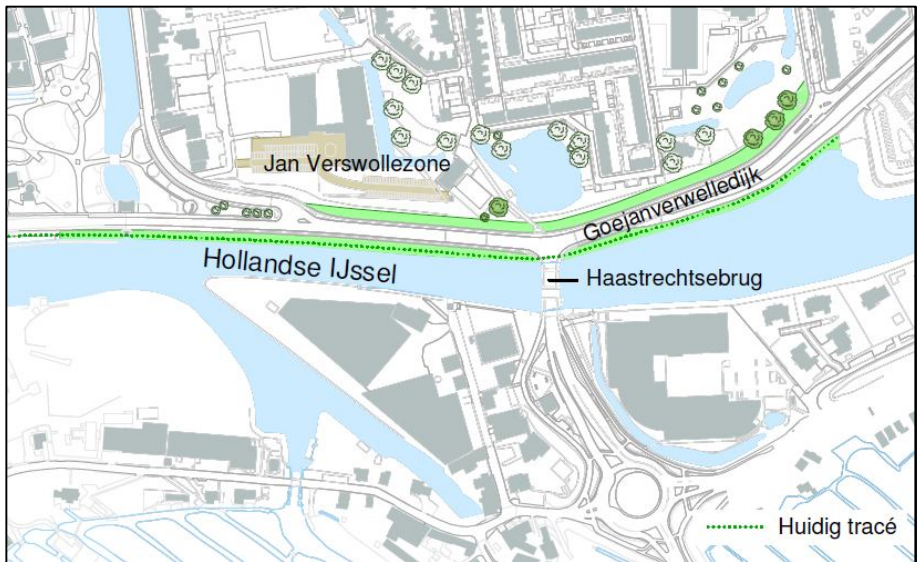 Jan Verswollezone
Goejanverwelledijk
Hollandse IJssel
Haastrechtsebrug
Huidig tracé